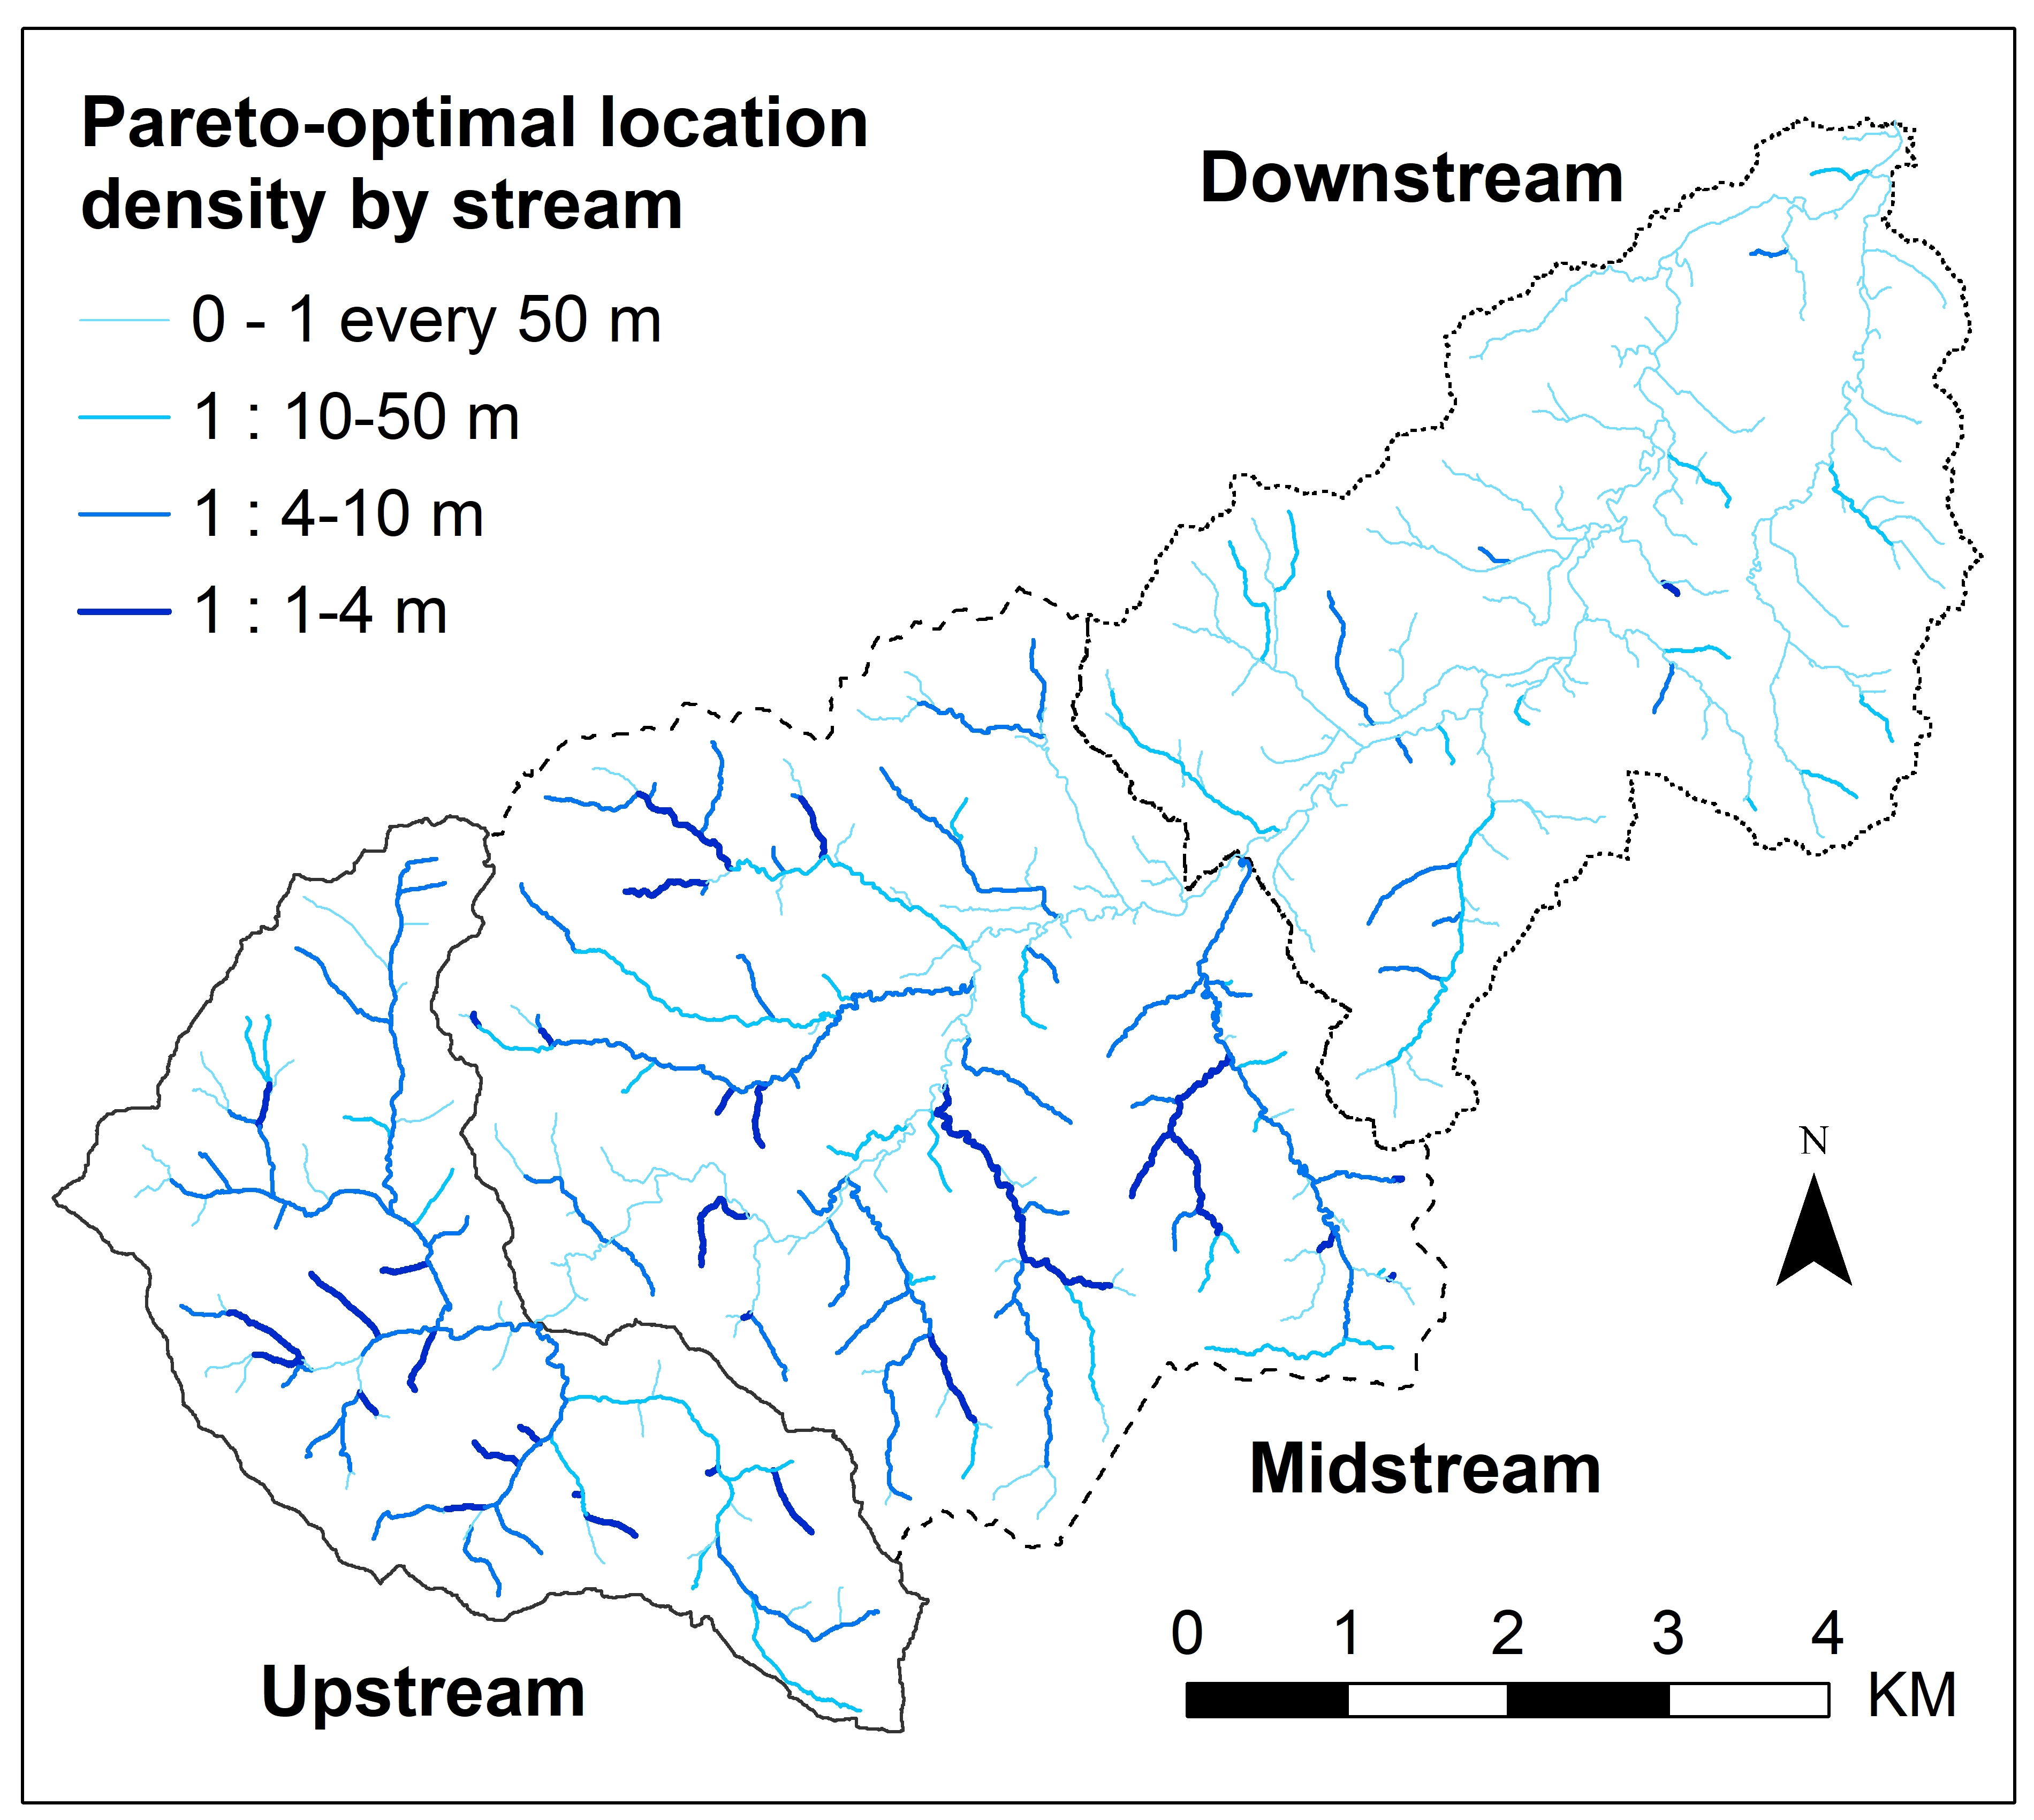 Pareto-optimal location
density by stream
0 - 1 every 50 m
1 : 10-50 m
1 : 4-10 m
1 : 1-4 m
Downstream
N
Midstream
Upstream
0 1 2 3 4
KM